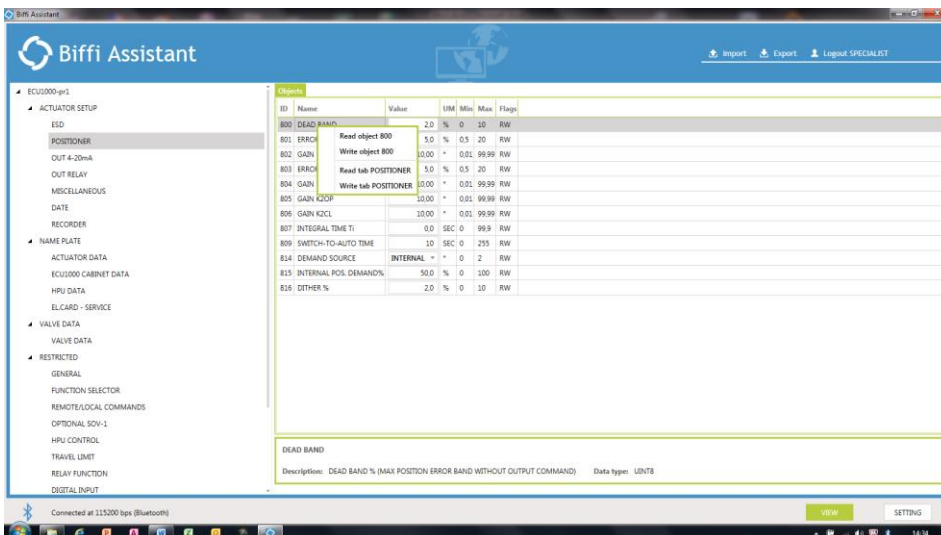 Biffi Assistant
Biffi Assistant
Import Export Logout SPECIALIST
ECU1000-pr1
ACTUATOR SETUP
ESD
POSITIONER
OUT 4-20mA
OUT RELAY
MISCELLANEOUS
DATE
RECORDER
NAME PLATE
ACTUATOR DATA
ECU1000 CABINET DATA
HPU DATA
EL.CARD - SERVICE
VALVE DATA
VALVE DATA
RESTRICTED
GENERAL
FUNCTION SELECTOR
REMOTE/LOCAL COMMANDS
OPTIONAL SOV-1
HPU CONTROL
TRAVEL LIMIT
RELAY FUNCTION
DIGITAL INPUT
Objects
ID Name Value UM Min Max Flags
800 DEAD BAND 2,0 % 0 10 RW
801 ERROR 5,0 % 0,5 20 RW
802 GAIN 10,00 * 0,01 99,99 RW
803 ERROR 5,0 % 0,5 20 RW
804 GAIN 10,00 * 0,01 99,99 RW
805 GAIN K2OP 10,00 * 0,01 99,99 RW
806 GAIN K2CL 10,00 * 0,01 99,99 RW
807 INTEGRAL TIME Ti 0,0 SEC 0 99,9 RW
809 SWITCH-TO-AUTO TIME 10 SEC 0 255 RW
814 DEMAND SOURCE INTERNAL * 0 2 RW
815 INTERNAL POS. DEMAND% 50,0 % 0 100 RW
816 DITHER % 2,0 % 0 10 RW
Read object 800
Write object 800
Read tab POSITIONER
Write tab POSITIONER
DEAD BAND
Description: DEAD BAND % (MAX POSITION ERROR BAND WITHOUT OUTPUT COMMAND) Data type: UINT8
Connected at 115200 bps (Bluetooth)
VIEW SETTING
14:34